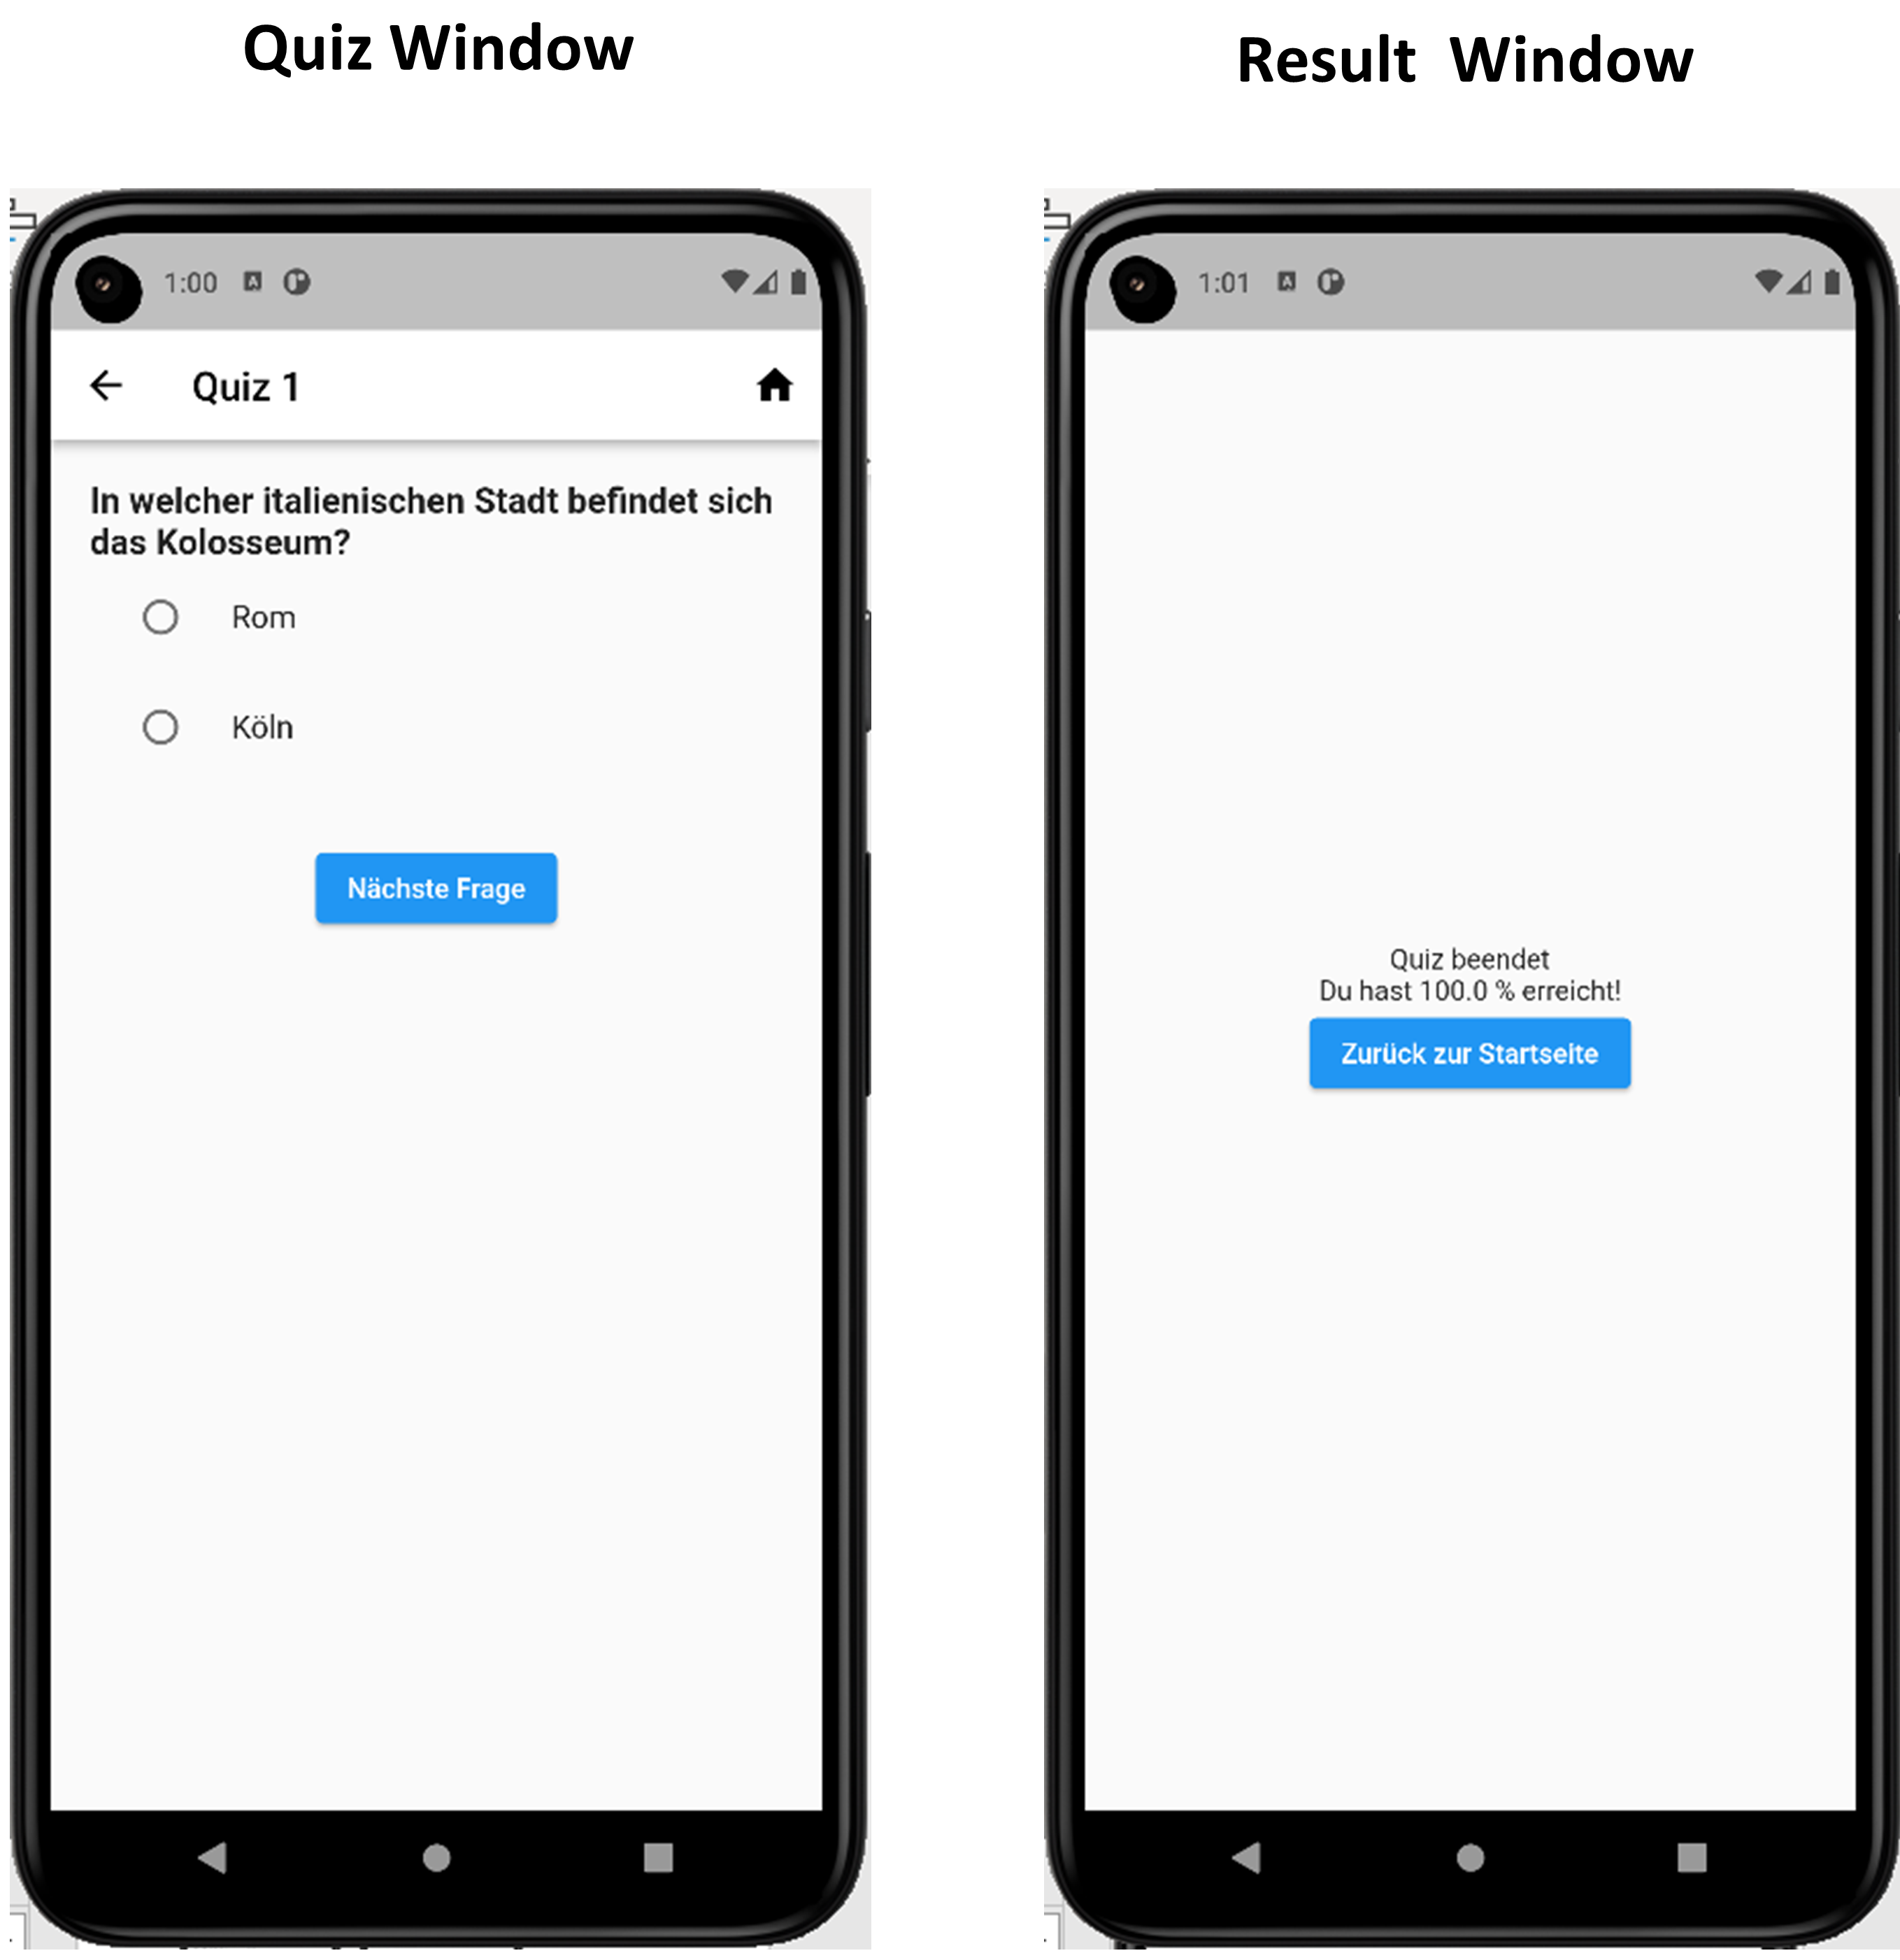 Quiz Window
1:00
Quiz 1
In welcher italienischen Stadt befindet sich
das Kolosseum?
Rom
Köln
Nächste Frage
Result  Window
1:01
Quiz beendet
Du hast 100.0 % erreicht!
Zurück zur Startseite